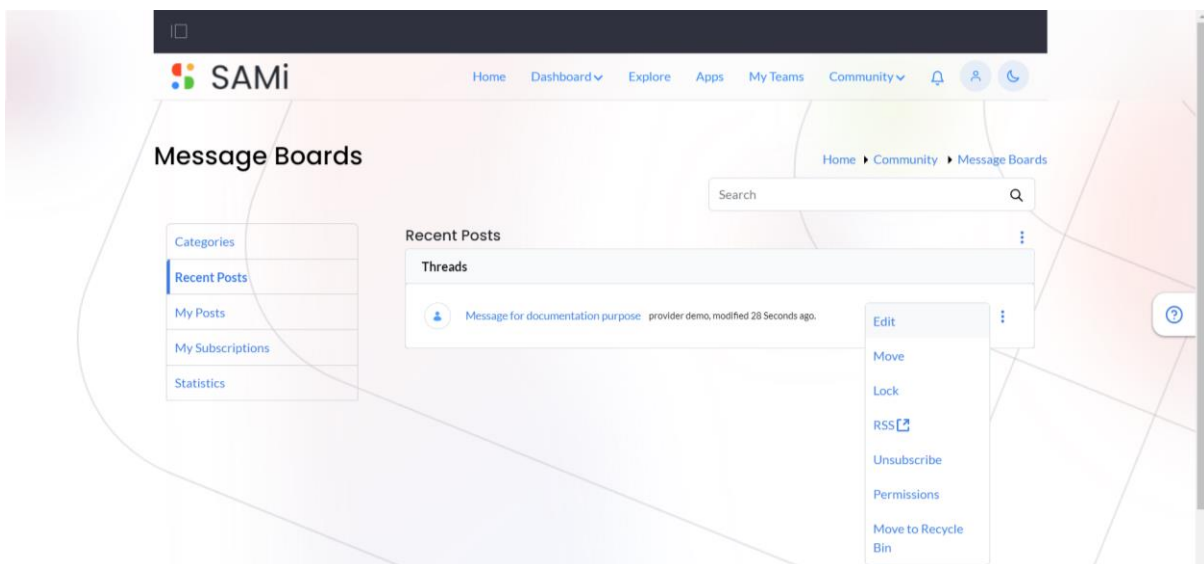 SAMi
Home Dashboard Explore Apps My Teams Community
Message Boards
Home Community Message Boards
Search
Categories
Recent Posts
My Posts
My Subscriptions
Statistics
Recent Posts
Threads
Message for documentation purpose provider demo, modified 28 Seconds ago.
Edit
Move
Lock
RSS
Unsubscribe
Permissions
Move to Recycle
Bin